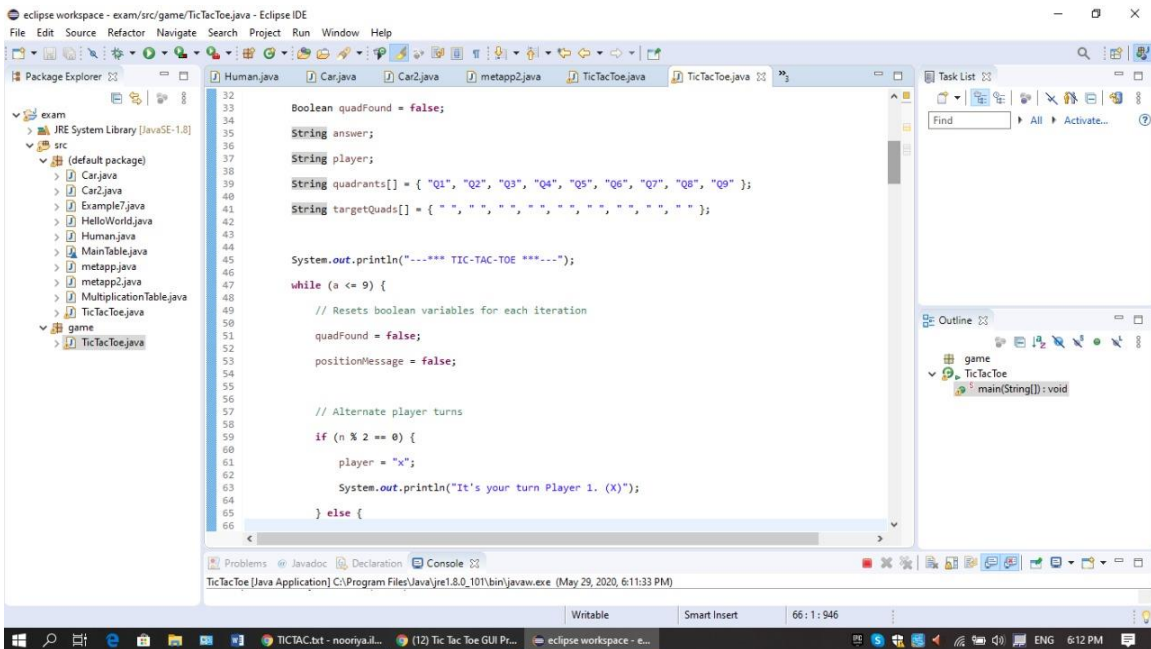 eclipse workspace - exam/src/game/TicTacToe.java - Eclipse IDE
File Edit Source Refactor Navigate Search Project Run Window Help
Package Explorer
exam
JRE System Library [JavaSE-1.8]
src
(default package)
Car.java
Car2.java
Example7.java
HelloWorld.java
Human.java
MainTable.java
metapp.java
metapp2.java
MultiplicationTable.java
TicTacToe.java
game
TicTacToe.java
Human.java Car.java Car2.java metapp2.java TicTacToe.java TicTacToe.java »3
32
33 Boolean quadFound = false;
34
35 String answer;
36
37 String player;
38
39 String quadrants[] = { "Q1", "Q2", "Q3", "Q4", "Q5", "Q6", "Q7", "Q8", "Q9" };
40
41 String targetQuads[] = { " ", " ", " ", " ", " ", " ", " ", " ", " " };
42
43
44
45 System.out.println("---*** TIC-TAC-TOE ***---");
46
47 while (a <= 9) {
48
49 // Resets boolean variables for each iteration
50
51 quadFound = false;
52
53 positionMessage = false;
54
55
56
57 // Alternate player turns
58
59 if (n % 2 == 0) {
60
61 player = "x";
62
63 System.out.println("It's your turn Player 1. (X)");
64
65 } else {
66
Task List
Find All Activate...
Outline
game
TicTacToe
main(String[]) : void
Problems Javadoc Declaration Console
TicTacToe [Java Application] C:\Program Files\Java\jre1.8.0_101\bin\javaw.exe (May 29, 2020, 6:11:33 PM)
Writable Smart Insert 66 : 1 : 946
TICTAC.txt - nooriya.il... (12) Tic Tac Toe GUI Pr... eclipse workspace - e... ENG 6:12 PM